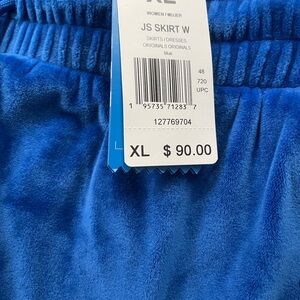 XL
WOMEN / MUJER
JS SKIRT W
SKIRTS / DRESSES
ORIGINALS ORIGINALS
blue
48
720
UPC
1 95735 71283 7
127769704
XL $ 90.00